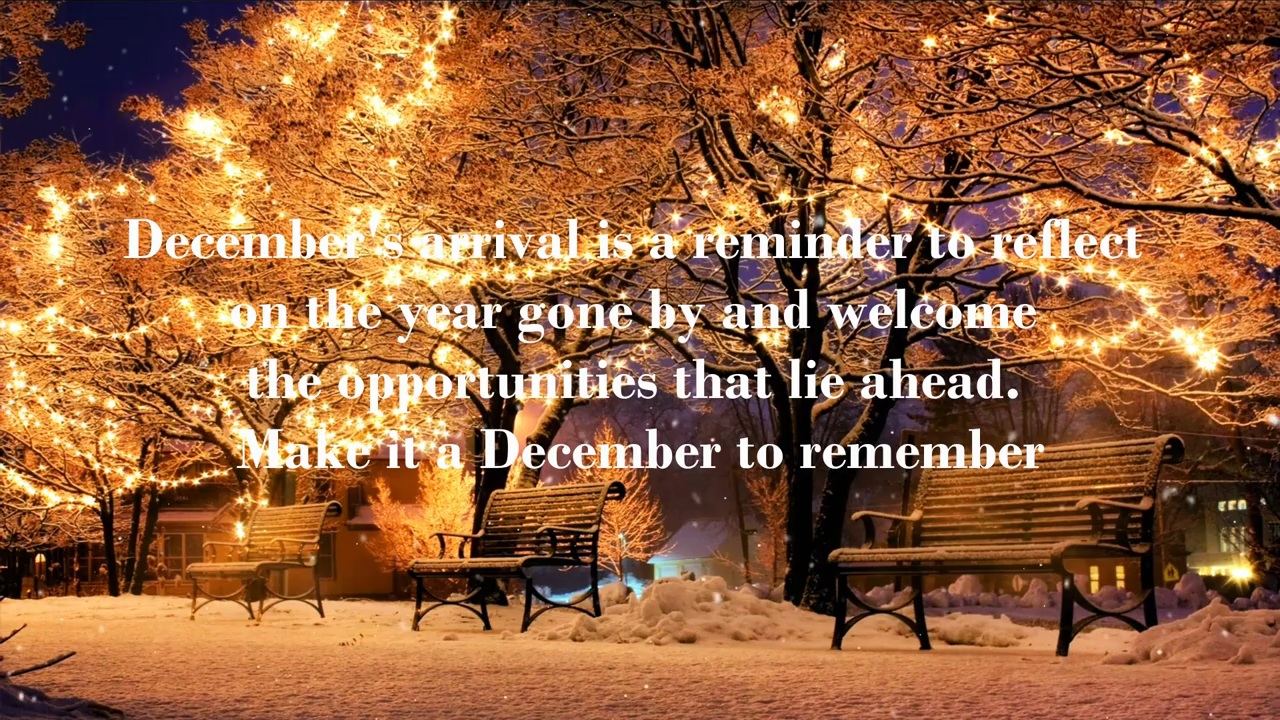 December's arrival is a reminder to reflect
on the year gone by and welcome
the opportunities that lie ahead.
Make it a December to remember